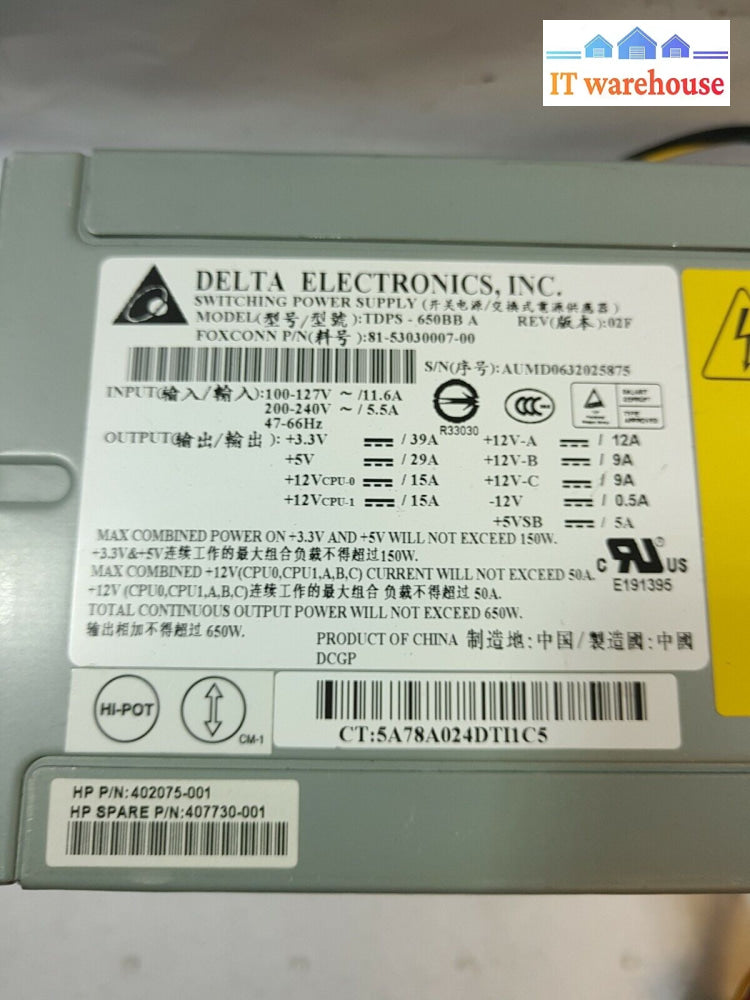 IT warehouse
DELTA ELECTRONICS, INC.
SWITCHING POWER SUPPLY (开关电源/交換式電源供應器)
MODEL(型号/型號):TDPS - 650BB A REV(版本):02F
FOXCONN P/N(料号):81-53030007-00
S/N(序号): AUMD0632025875
INPUT(输入/輸入):100-127V ～ /11.6A
200-240V ～ / 5.5A
47-66Hz
R33030
OUTPUT(输出/輸出): +3.3V / 39A +12V-A / 12A
+5V / 29A +12V-B / 9A
+12VCPU-0 / 15A +12V-C / 9A
+12VCPU-1 / 15A -12V / 0.5A
+5VSB / 5A
MAX COMBINED POWER ON +3.3V AND +5V WILL NOT EXCEED 150W.
+3.3V&+5V连续工作的最大组合负载不得超过150W.
MAX COMBINED +12V(CPU0,CPU1,A,B,C) CURRENT WILL NOT EXCEED 50A.
+12V (CPU0,CPU1,A,B,C)连续工作的最大组合 负载不得超过 50A.
C US
E191395
TOTAL CONTINUOUS OUTPUT POWER WILL NOT EXCEED 650W.
输出相加不得超过 650W.
PRODUCT OF CHINA 制造地:中国/製造國:中國
DCGP
HI-POT
CM-1
CT:5A78A024DTI1C5
HP P/N:402075-001
HP SPARE P/N:407730-001